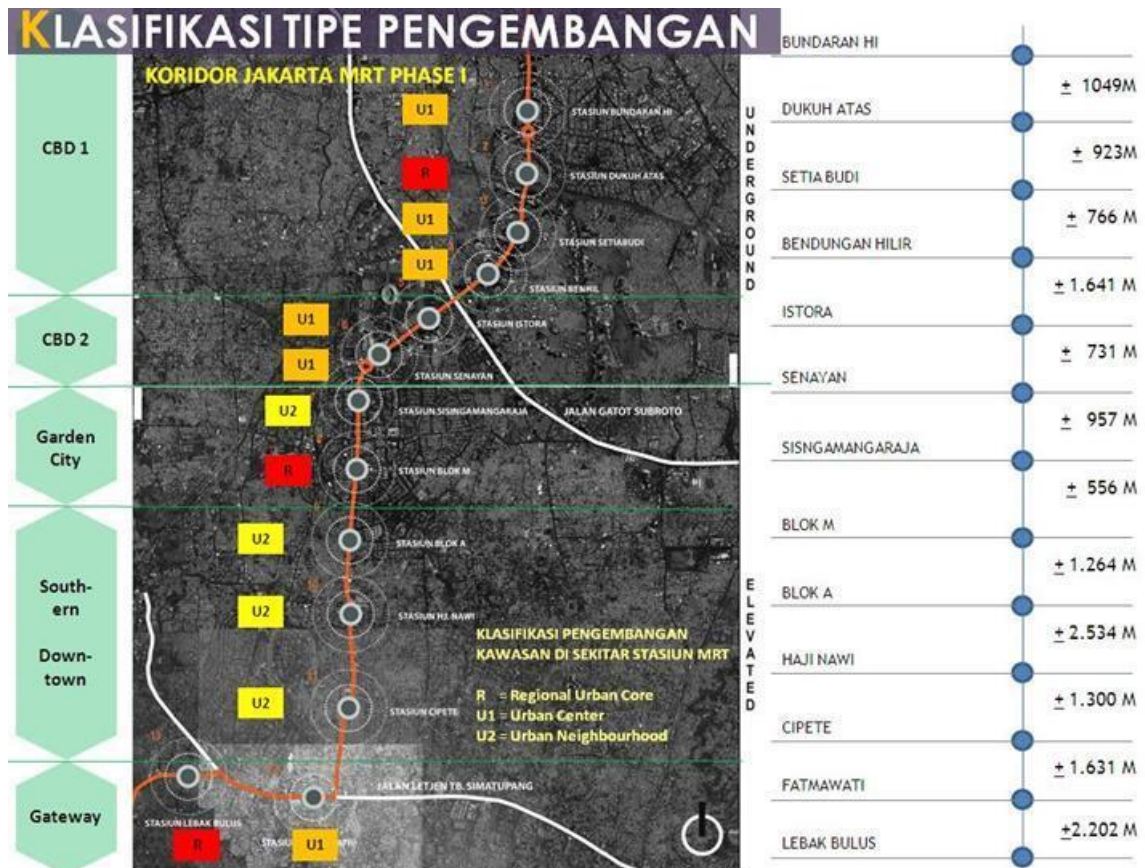 KLASIFIKASI TIPE PENGEMBANGAN
KORIDOR JAKARTA MRT PHASE I
CBD 1
CBD 2
Garden
City
South-
ern
Down-
town
Gateway
U1
STASIUN BUNDARAN HI
R
STASIUN DUKUH ATAS
U1
STASIUN SETIABUDI
U1
STASIUN BENHIL
U1
STASIUN ISTORA
U1
STASIUN SENAYAN
U2
STASIUN SISINGAMANGARAJA
JALAN GATOT SUBROTO
R
STASIUN BLOK M
U2
STASIUN BLOK A
U2
STASIUN HJ. NAWI
U2
STASIUN CIPETE
KLASIFIKASI PENGEMBANGAN
KAWASAN DI SEKITAR STASIUN MRT
R = Regional Urban Core
U1 = Urban Center
U2 = Urban Neighbourhood
JALAN LETJEN TB. SIMATUPANG
STASIUN LEBAK BULUS
R
U1
UNDERGROUND
ELEVATED
BUNDARAN HI
± 1049M
DUKUH ATAS
± 923M
SETIA BUDI
± 766 M
BENDUNGAN HILIR
± 1.641 M
ISTORA
± 731 M
SENAYAN
± 957 M
SISNGAMANGARAJA
± 556 M
BLOK M
± 1.264 M
BLOK A
± 2.534 M
HAJI NAWI
± 1.300 M
CIPETE
± 1.631 M
FATMAWATI
±2.202 M
LEBAK BULUS